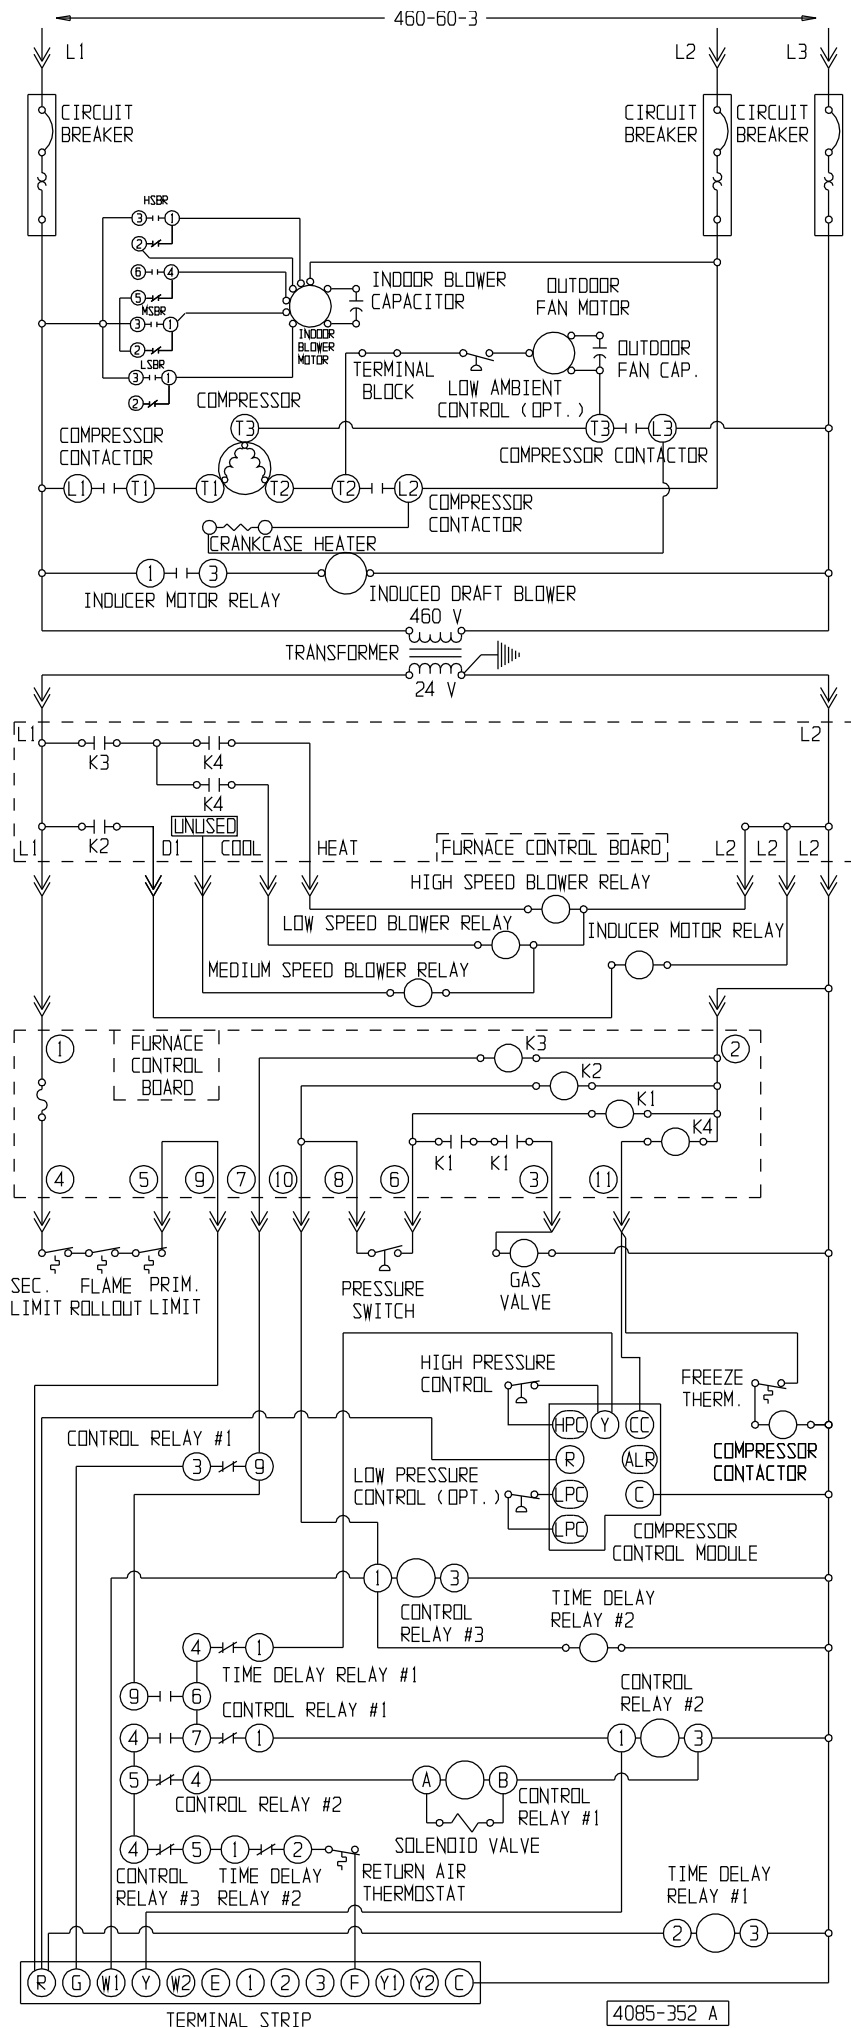 460-60-3
L1
L2
L3
CIRCUIT
BREAKER
CIRCUIT
BREAKER
CIRCUIT
BREAKER
HSBR
3
1
2
6
4
5
MSBR
3
1
2
LSBR
3
1
2
INDOOR
BLOWER
MOTOR
INDOOR BLOWER
CAPACITOR
OUTDOOR
FAN MOTOR
OUTDOOR
FAN CAP.
TERMINAL
BLOCK
LOW AMBIENT
CONTROL (OPT.)
COMPRESSOR
T3
T3
L3
COMPRESSOR CONTACTOR
COMPRESSOR
CONTACTOR
L1
T1
T1
T2
T2
L2
COMPRESSOR
CONTACTOR
CRANKCASE HEATER
1
3
INDUCER MOTOR RELAY
INDUCED DRAFT BLOWER
460 V
TRANSFORMER
24 V
L1
L2
K3
K4
K4
K2
UNUSED
L1
D1
COOL
HEAT
FURNACE CONTROL BOARD
L2
L2
L2
HIGH SPEED BLOWER RELAY
LOW SPEED BLOWER RELAY
INDUCER MOTOR RELAY
MEDIUM SPEED BLOWER RELAY
1
FURNACE
CONTROL
BOARD
K3
2
K2
K1
K4
K1
K1
4
5
9
7
10
8
6
3
11
SEC.
LIMIT
FLAME
ROLLOUT
PRIM.
LIMIT
PRESSURE
SWITCH
GAS
VALVE
HIGH PRESSURE
CONTROL
FREEZE
THERM.
HPC
Y
CC
COMPRESSOR
CONTACTOR
CONTROL RELAY #1
3
9
R
ALR
LOW PRESSURE
CONTROL (OPT.)
LPC
C
LPC
COMPRESSOR
CONTROL MODULE
1
3
CONTROL
RELAY #3
TIME DELAY
RELAY #2
4
1
TIME DELAY RELAY #1
9
6
CONTROL RELAY #1
CONTROL
RELAY #2
4
7
1
1
3
5
4
A
B
CONTROL RELAY #2
CONTROL
RELAY #1
SOLENOID VALVE
4
5
1
2
CONTROL
RELAY #3
TIME DELAY
RELAY #2
RETURN AIR
THERMOSTAT
TIME DELAY
RELAY #1
2
3
R G W1 Y W2 E 1 2 3 F Y1 Y2 C
TERMINAL STRIP
4085-352 A